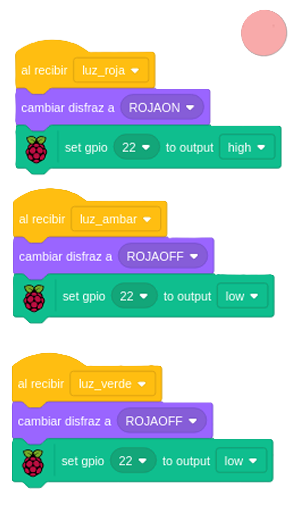 al recibir luz_roja
cambiar disfraz a ROJAON
set gpio 22 to output high
al recibir luz_ambar
cambiar disfraz a ROJAOFF
set gpio 22 to output low
al recibir luz_verde
cambiar disfraz a ROJAOFF
set gpio 22 to output low